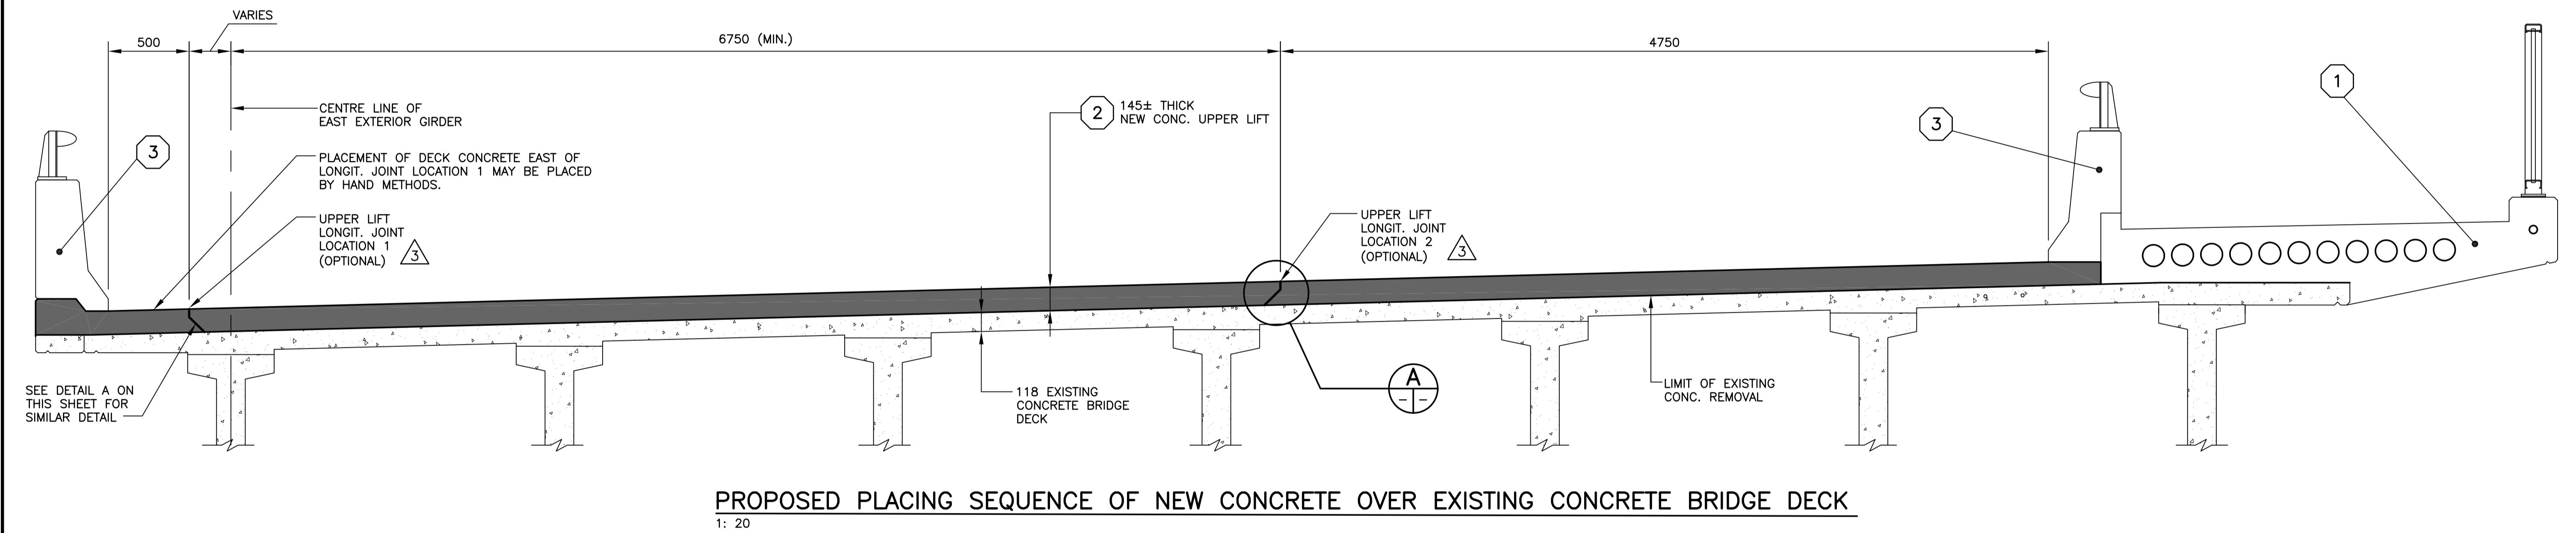 VARIES
500
6750 (MIN.)
4750
CENTRE LINE OF
EAST EXTERIOR GIRDER
2
145± THICK
NEW CONC. UPPER LIFT
1
3
3
PLACEMENT OF DECK CONCRETE EAST OF
LONGIT. JOINT LOCATION 1 MAY BE PLACED
BY HAND METHODS.
UPPER LIFT
LONGIT. JOINT
LOCATION 1
(OPTIONAL)
3
UPPER LIFT
LONGIT. JOINT
LOCATION 2
(OPTIONAL)
3
SEE DETAIL A ON
THIS SHEET FOR
SIMILAR DETAIL
118 EXISTING
CONCRETE BRIDGE
DECK
A
- -
LIMIT OF EXISTING
CONC. REMOVAL
PROPOSED PLACING SEQUENCE OF NEW CONCRETE OVER EXISTING CONCRETE BRIDGE DECK
1: 20